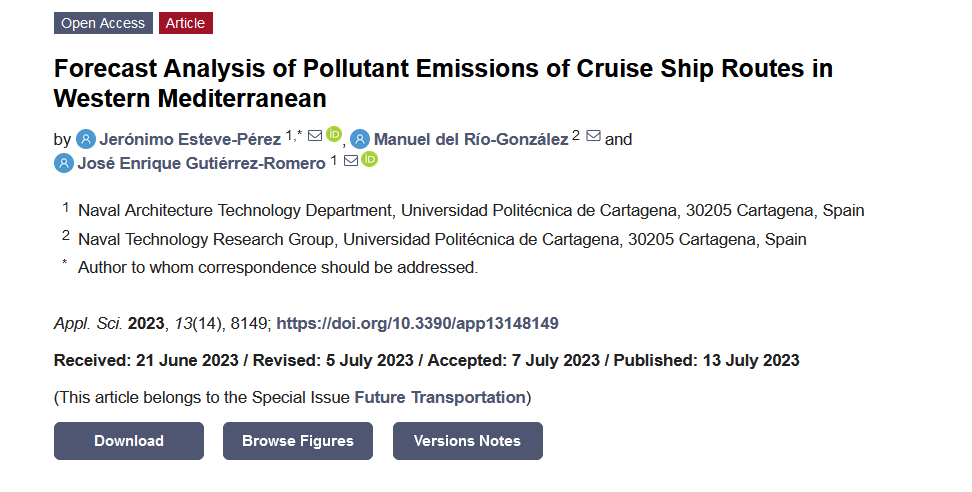 Open Access Article
Forecast Analysis of Pollutant Emissions of Cruise Ship Routes in
Western Mediterranean
by Jerónimo Esteve-Pérez 1,* iD, Manuel del Río-González 2 and
José Enrique Gutiérrez-Romero 1 iD
1 Naval Architecture Technology Department, Universidad Politécnica de Cartagena, 30205 Cartagena, Spain
2 Naval Technology Research Group, Universidad Politécnica de Cartagena, 30205 Cartagena, Spain
* Author to whom correspondence should be addressed.
Appl. Sci. 2023, 13(14), 8149; https://doi.org/10.3390/app13148149
Received: 21 June 2023 / Revised: 5 July 2023 / Accepted: 7 July 2023 / Published: 13 July 2023
(This article belongs to the Special Issue Future Transportation)
Download Browse Figures Versions Notes